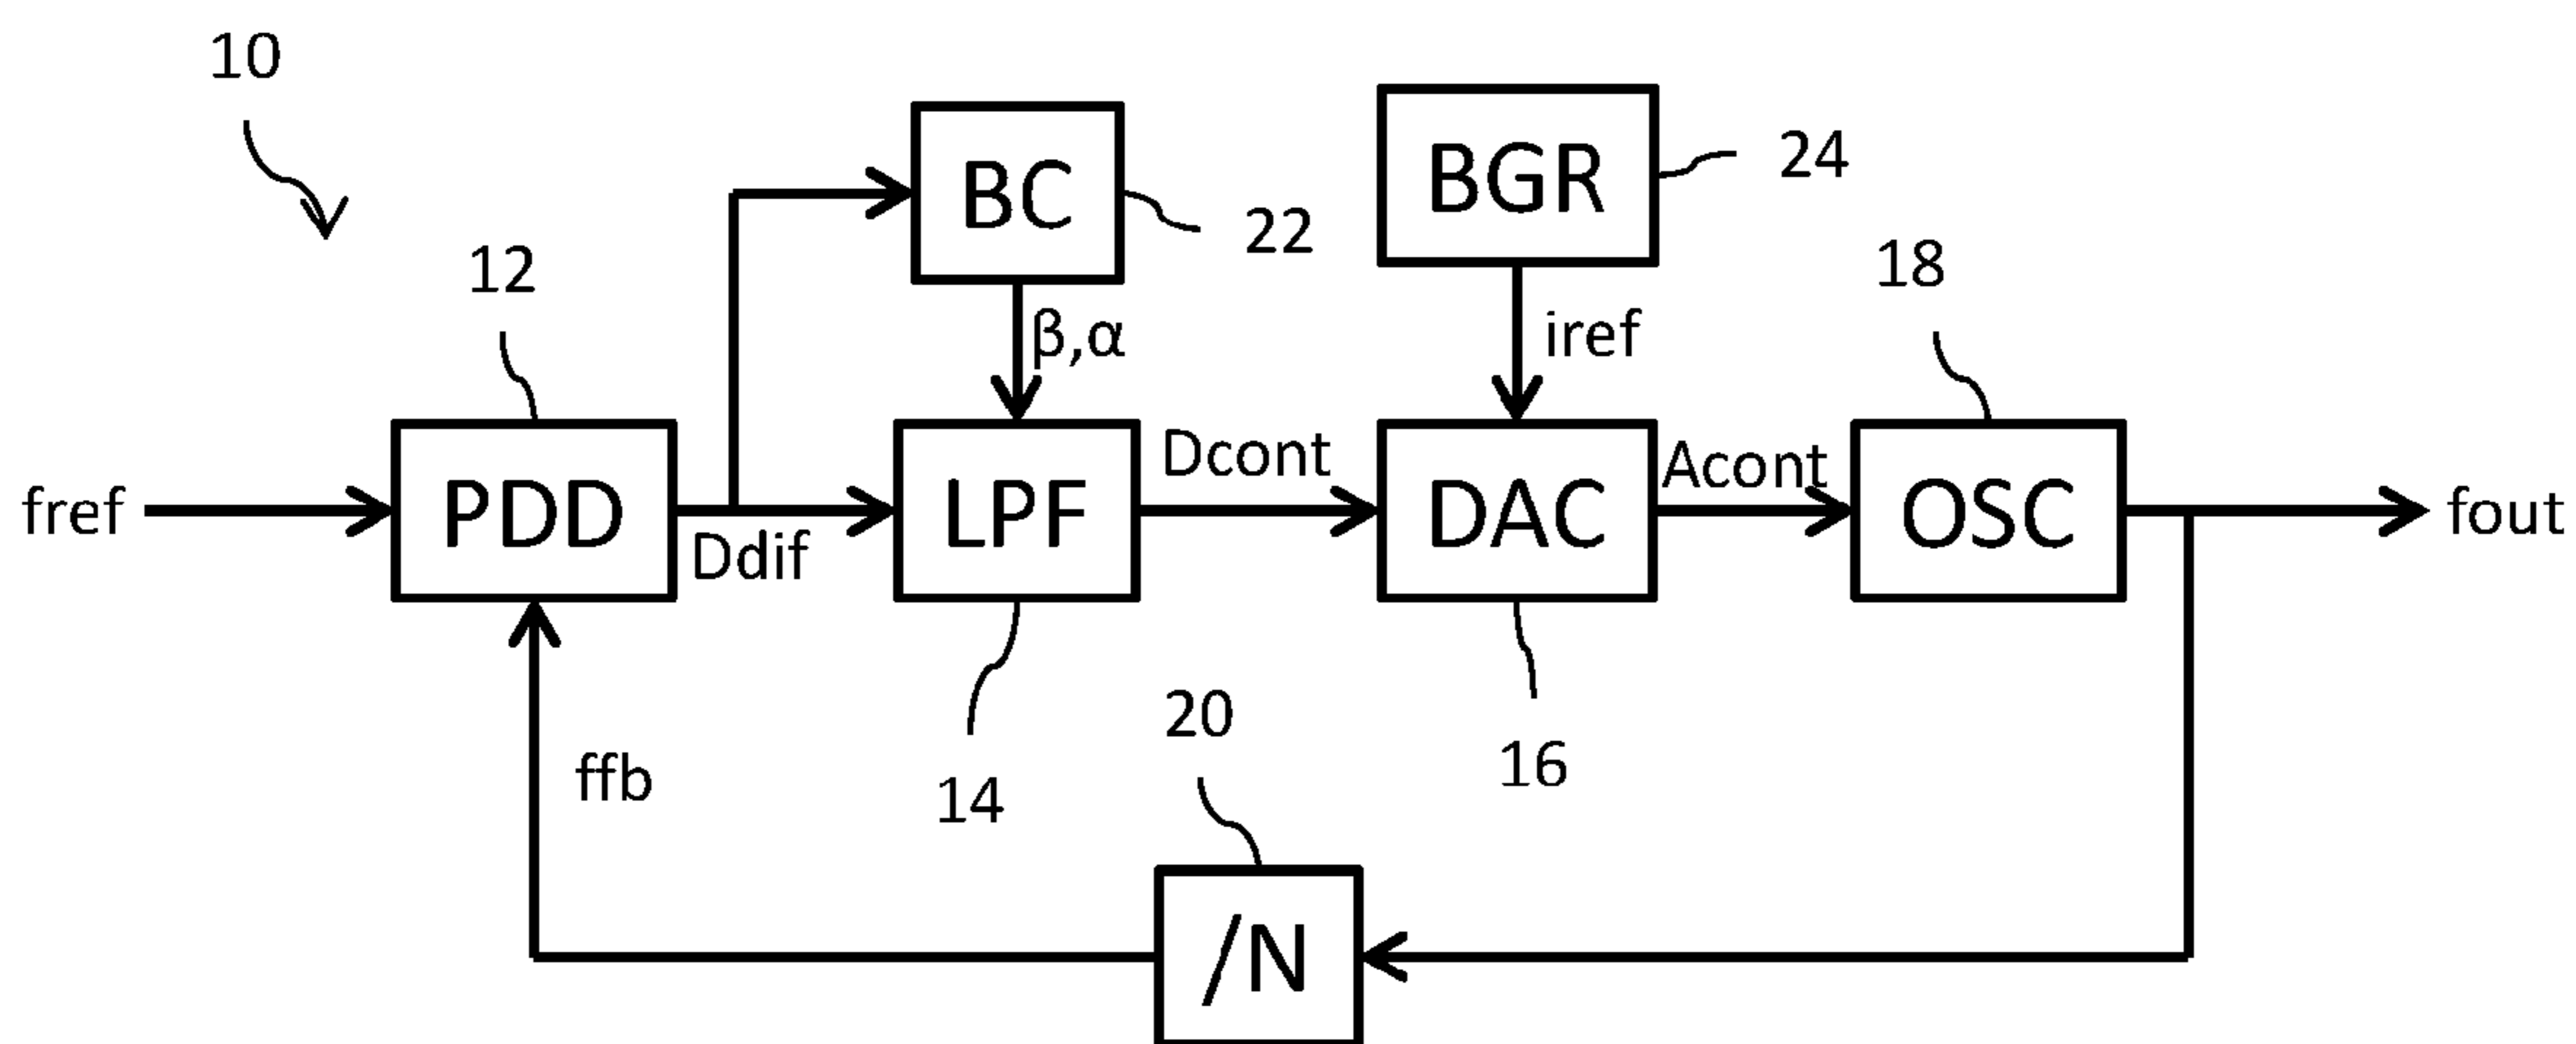 10
BC
22
BGR
24
12
β,α
iref
18
fref
PDD
Ddif
LPF
Dcont
DAC
Acont
OSC
fout
ffb
14
20
16
/N